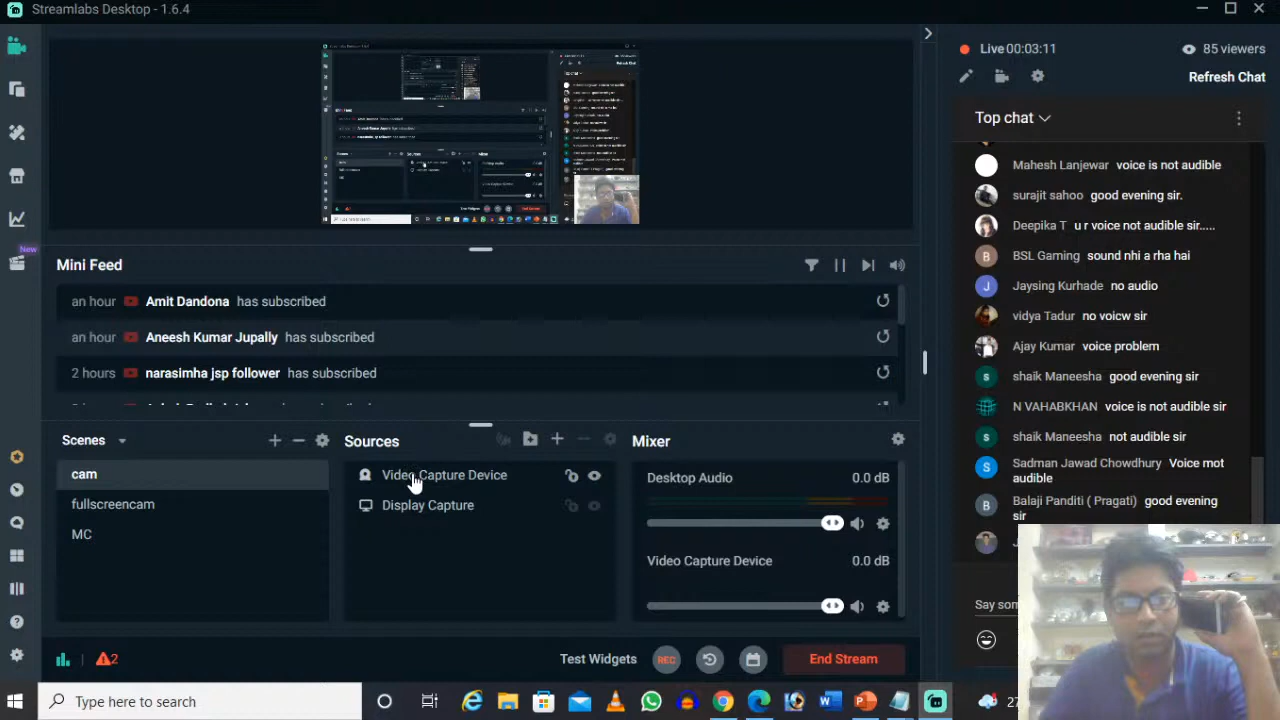 Streamlabs Desktop - 1.6.4
Live 00:03:11
85 viewers
Refresh Chat
Top chat
Mahesh Lanjewar voice is not audible
surajit sahoo good evening sir.
Deepika T u r voice not audible sir.....
BSL Gaming sound nhi a rha hai
Jaysing Kurhade no audio
vidya Tadur no voicw sir
Ajay Kumar voice problem
shaik Maneesha good evening sir
N VAHABKHAN voice is not audible
shaik Maneesha not audible sir
Sadman Jawad Chowdhury Voice mot
audible
Balaji Panditi ( Pragati) good evening
sir
New
Mini Feed
an hour Amit Dandona has subscribed
an hour Aneesh Kumar Jupally has subscribed
2 hours narasimha jsp follower has subscribed
Scenes
cam
fullscreencam
MC
Sources
Video Capture Device
Display Capture
Mixer
Desktop Audio 0.0 dB
Video Capture Device 0.0 dB
2
Test Widgets
REC
End Stream
Type here to search